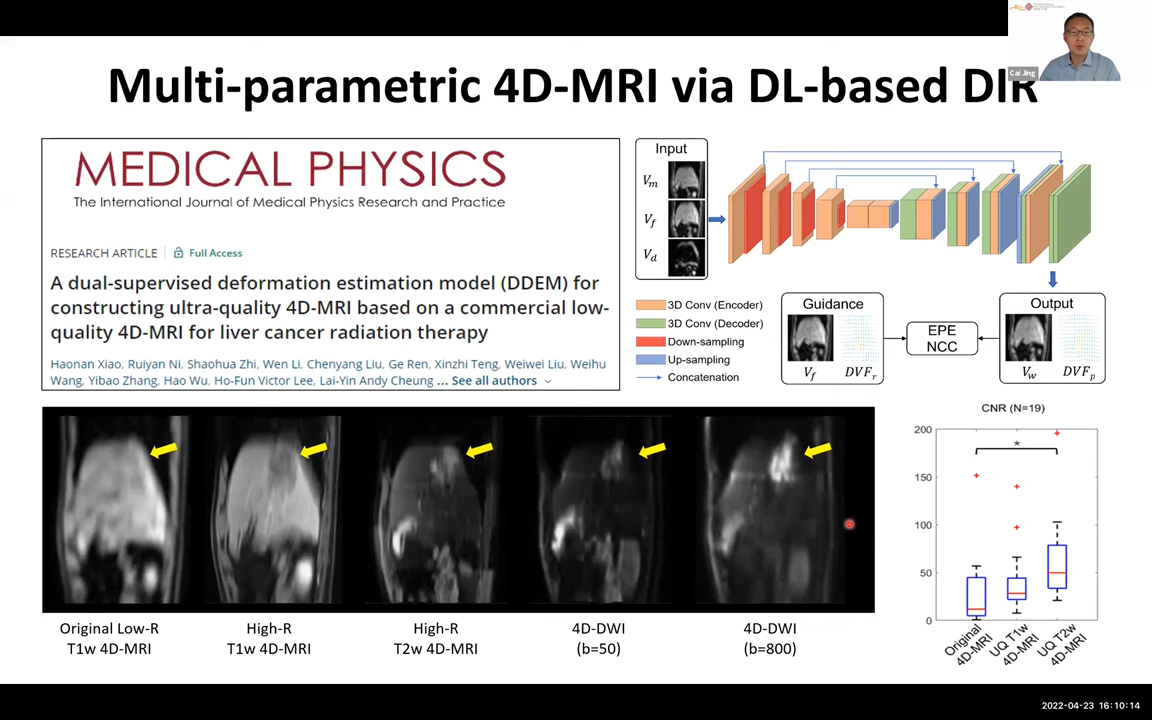 Cai Jing
Multi-parametric 4D-MRI via DL-based DIR
MEDICAL PHYSICS
The International Journal of Medical Physics Research and Practice
RESEARCH ARTICLE
Full Access
A dual-supervised deformation estimation model (DDEM) for
constructing ultra-quality 4D-MRI based on a commercial low-
quality 4D-MRI for liver cancer radiation therapy
Haonan Xiao, Ruiyan Ni, Shaohua Zhi, Wen Li, Chenyang Liu, Ge Ren, Xinzhi Teng, Weiwei Liu, Weihu
Wang, Yibao Zhang, Hao Wu, Ho-Fun Victor Lee, Lai-Yin Andy Cheung ... See all authors
Input
Vm
Vf
Vd
3D Conv (Encoder)
3D Conv (Decoder)
Down-sampling
Up-sampling
Concatenation
Guidance
Vf DVFr
EPE
NCC
Output
Vw DVFp
Original Low-R
T1w 4D-MRI
High-R
T1w 4D-MRI
High-R
T2w 4D-MRI
4D-DWI
(b=50)
4D-DWI
(b=800)
CNR (N=19)
*
200
150
100
50
0
Original
4D-MRI
UQ T1w
4D-MRI
UQ T2w
4D-MRI
2022-04-23 16:10:14